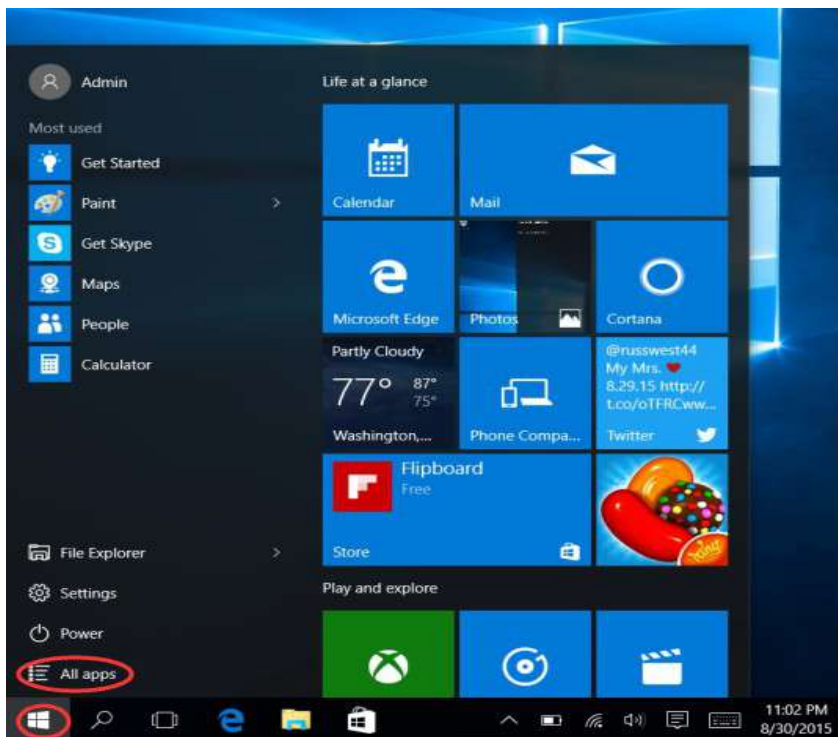 Admin
Most used
Get Started
Paint
Get Skype
Maps
People
Calculator
File Explorer
Settings
Power
All apps
Life at a glance
Calendar
Mail
Microsoft Edge
Photos
Cortana
Partly Cloudy
77° 87°
75°
Washington,...
Phone Compa...
@russwest44
My Mrs. ❤
8.29.15 http://
t.co/oTFRCww...
Twitter
Flipboard
Free
Store
King
Play and explore
11:02 PM
8/30/2015